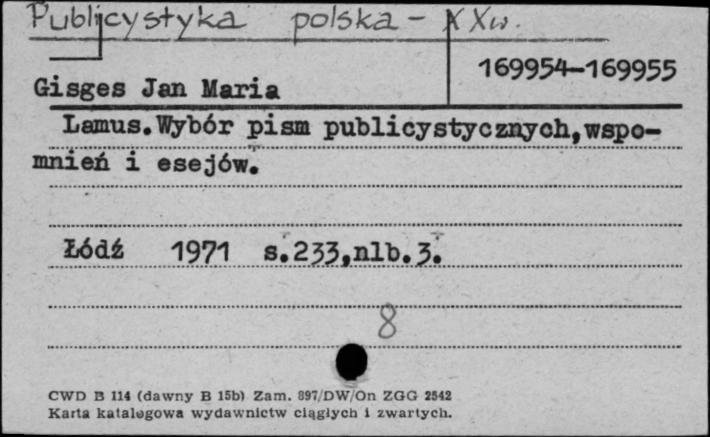 Publicystyka polska - XX w.
169954-169955
Gisges Jan Maria
Lamus.Wybór pism publicystycznych,wspo-
mnień i esejów.
Łódź 1971 s.233,nlb.3.
8
CWD B 114 (dawny B 15b) Zam. 897/DW/On ZGG 2542
Karta katalogowa wydawnictw ciągłych i zwartych.